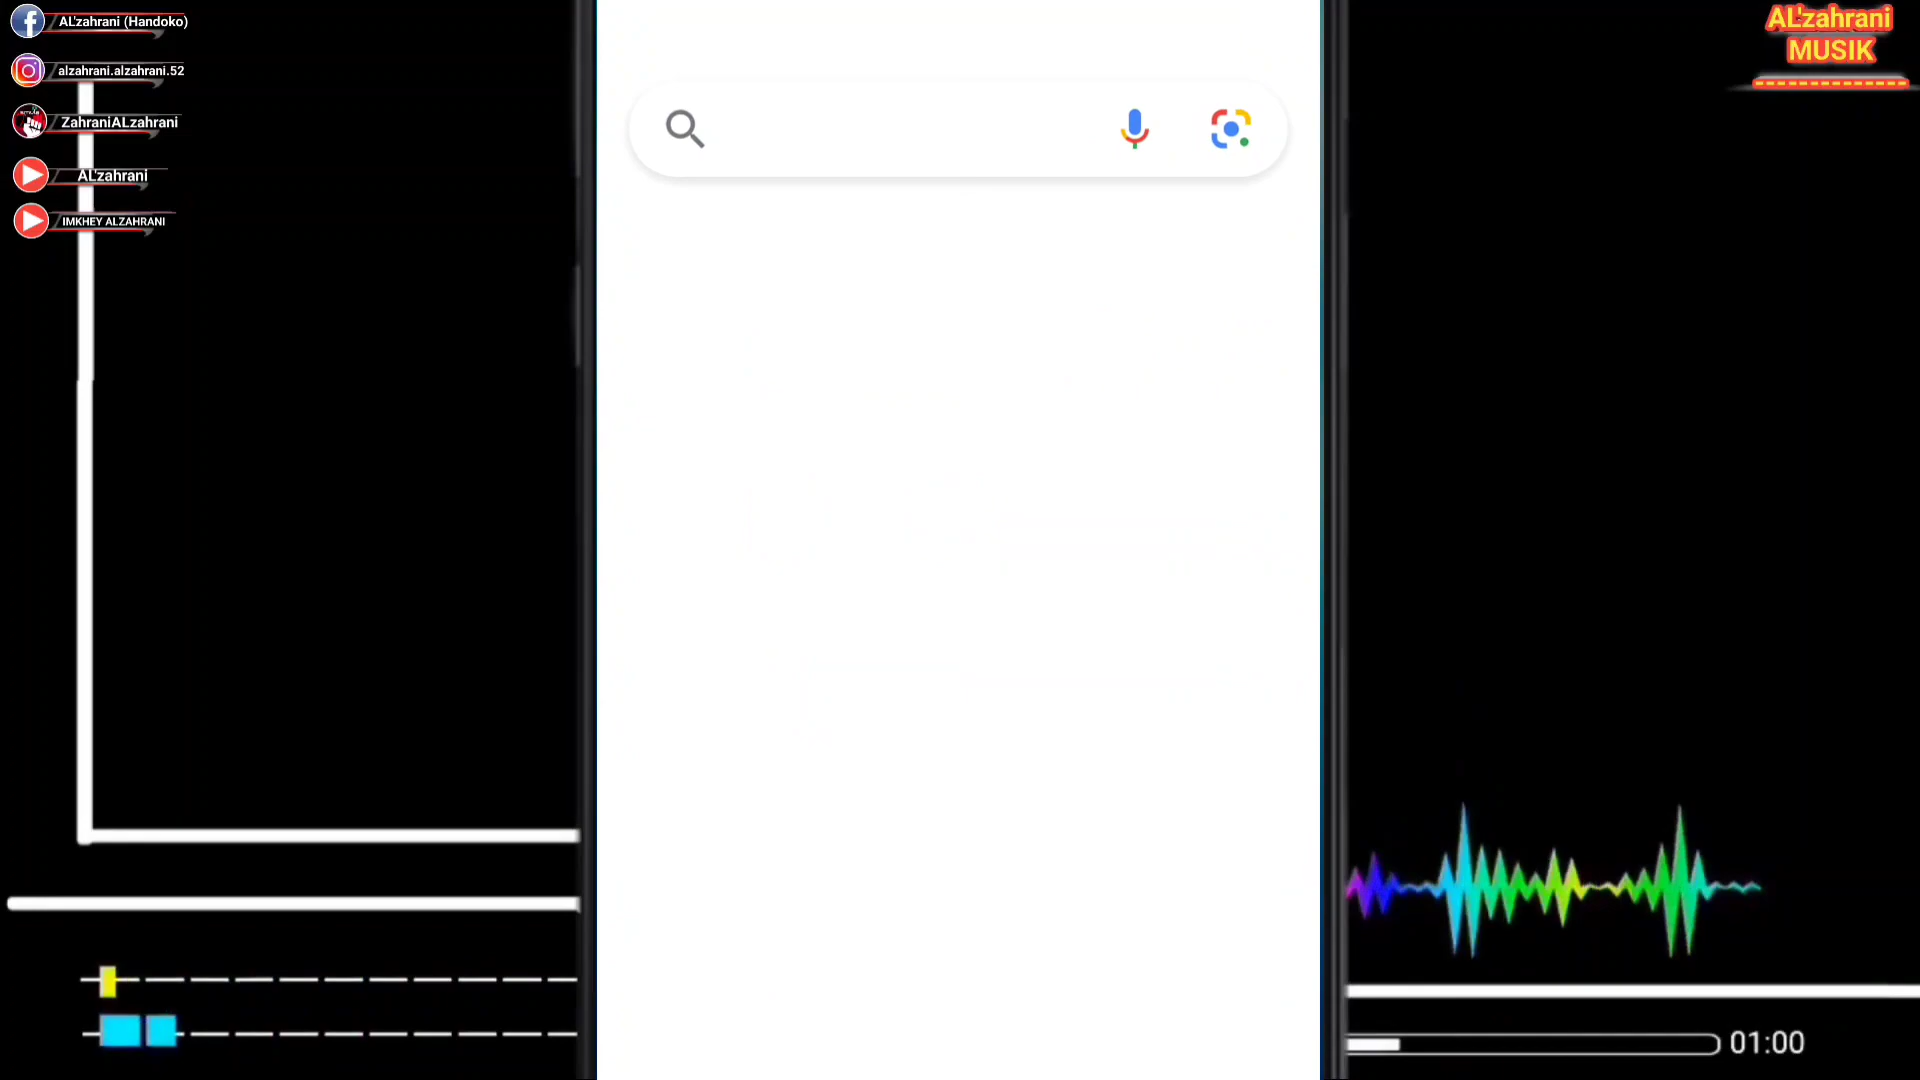 AL'zahrani (Handoko)
alzahrani.alzahrani.52
ZahraniALzahrani
AL'zahrani
IMKHEY ALZAHRANI
AL'zahrani
MUSIK
01:00